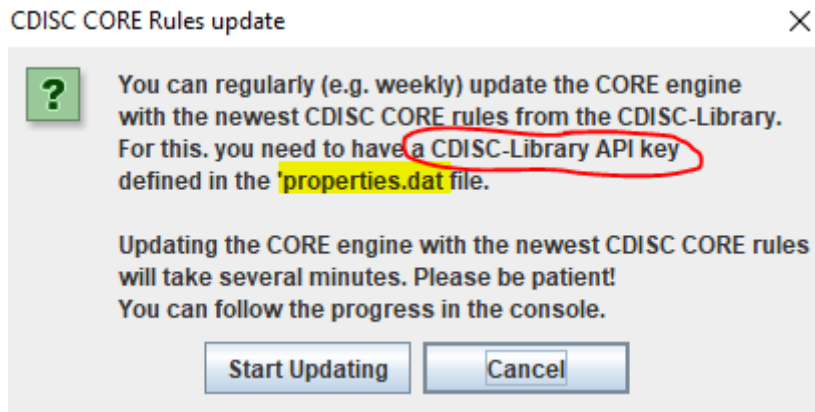 CDISC CORE Rules update
?
You can regularly (e.g. weekly) update the CORE engine
with the newest CDISC CORE rules from the CDISC-Library.
For this. you need to have a CDISC-Library API key
defined in the 'properties.dat file.
Updating the CORE engine with the newest CDISC CORE rules
will take several minutes. Please be patient!
You can follow the progress in the console.
Start Updating Cancel